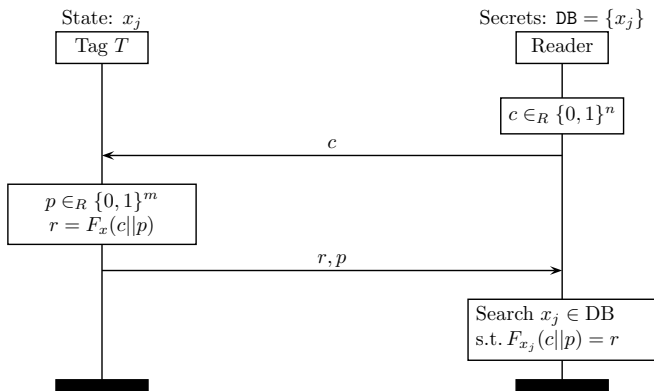 State: x_j
Secrets: DB = {x_j}
Tag T
Reader
c ∈_R {0, 1}^n
c
p ∈_R {0, 1}^m
r = F_x(c||p)
r, p
Search x_j ∈ DB
s.t. F_{x_j}(c||p) = r